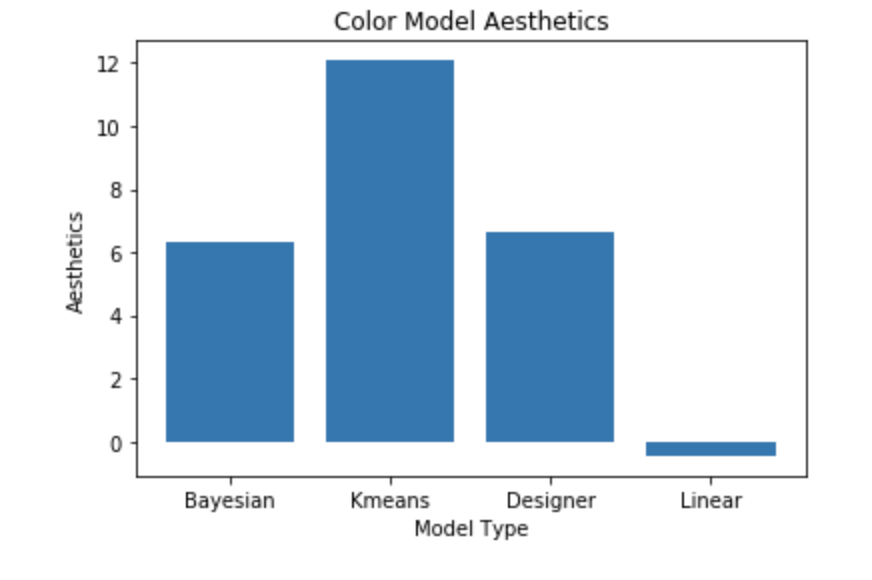 Color Model Aesthetics
12
10
8
6
4
2
0
Aesthetics
Bayesian Kmeans Designer Linear
Model Type